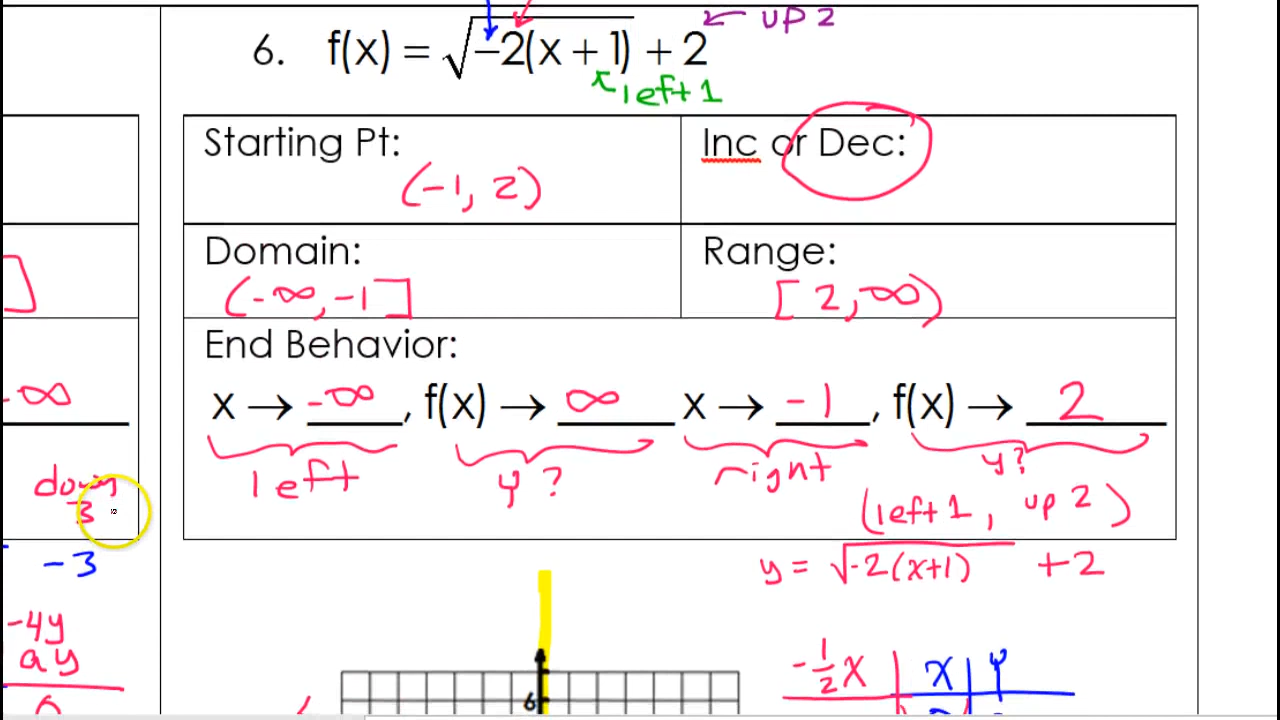 up 2
6. f(x) = √-2(x + 1) + 2
left 1
Starting Pt:
(-1, 2)
Inc or Dec:
Domain:
(-∞, -1]
Range:
[2, ∞)
]
End Behavior:
x → -∞, f(x) → ∞ x → -1, f(x) → 2
-∞
left y? right y?
down
3
(left 1, up 2)
-3
y = √-2(x+1) +2
-4y
ay
-1/2x x y
6